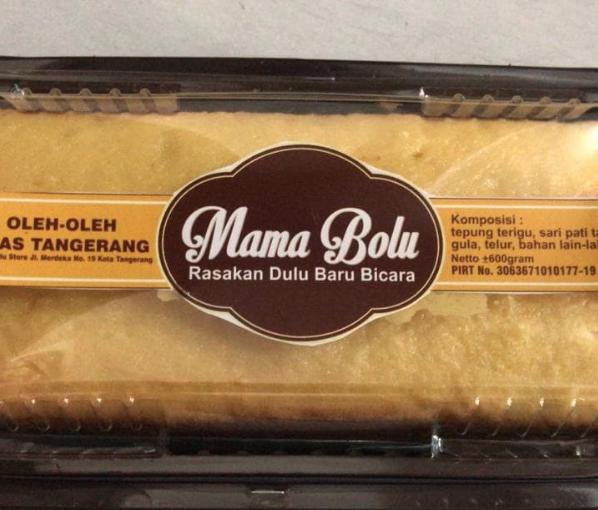 OLEH-OLEH
AS TANGERANG
Store Jl. Merdeka No. 19 Kota Tangerang
Mama Bolu
Rasakan Dulu Baru Bicara
Komposisi :
tepung terigu, sari pati
gula, telur, bahan lain-la
Netto ±600gram
PIRT No. 3063671010177-19